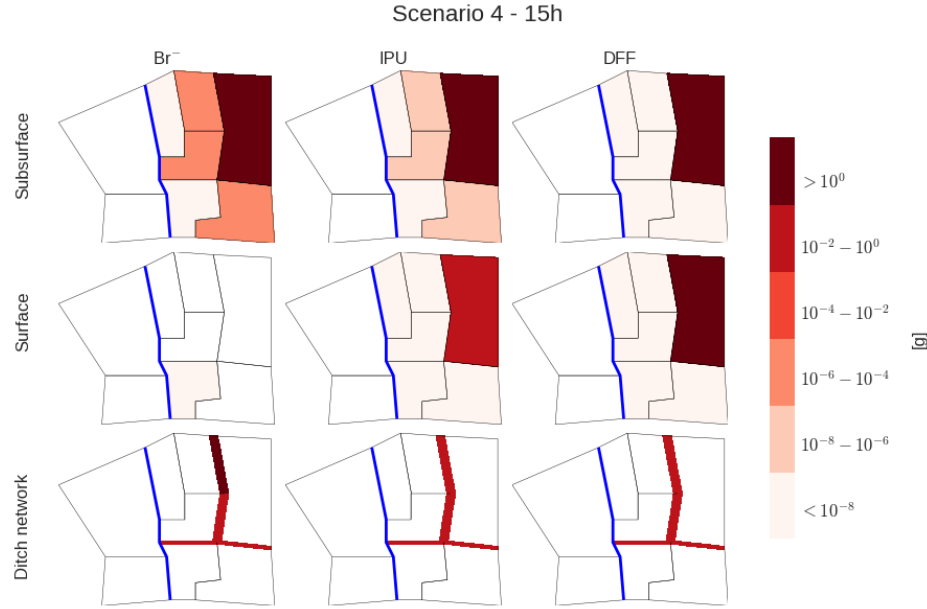 Scenario 4 - 15h
Br⁻ IPU DFF
Subsurface
Surface
Ditch network
> 10⁰
10⁻² − 10⁰
10⁻⁴ − 10⁻²
10⁻⁶ − 10⁻⁴
10⁻⁸ − 10⁻⁶
< 10⁻⁸
[g]